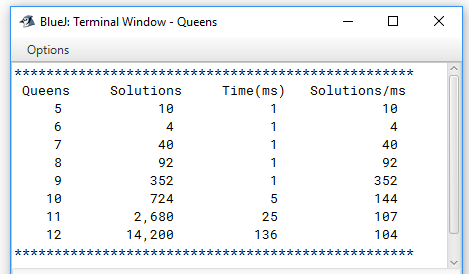 BlueJ: Terminal Window - Queens
Options
**************************************************
Queens Solutions Time(ms) Solutions/ms
5 10 1 10
6 4 1 4
7 40 1 40
8 92 1 92
9 352 1 352
10 724 5 144
11 2,680 25 107
12 14,200 136 104
**************************************************